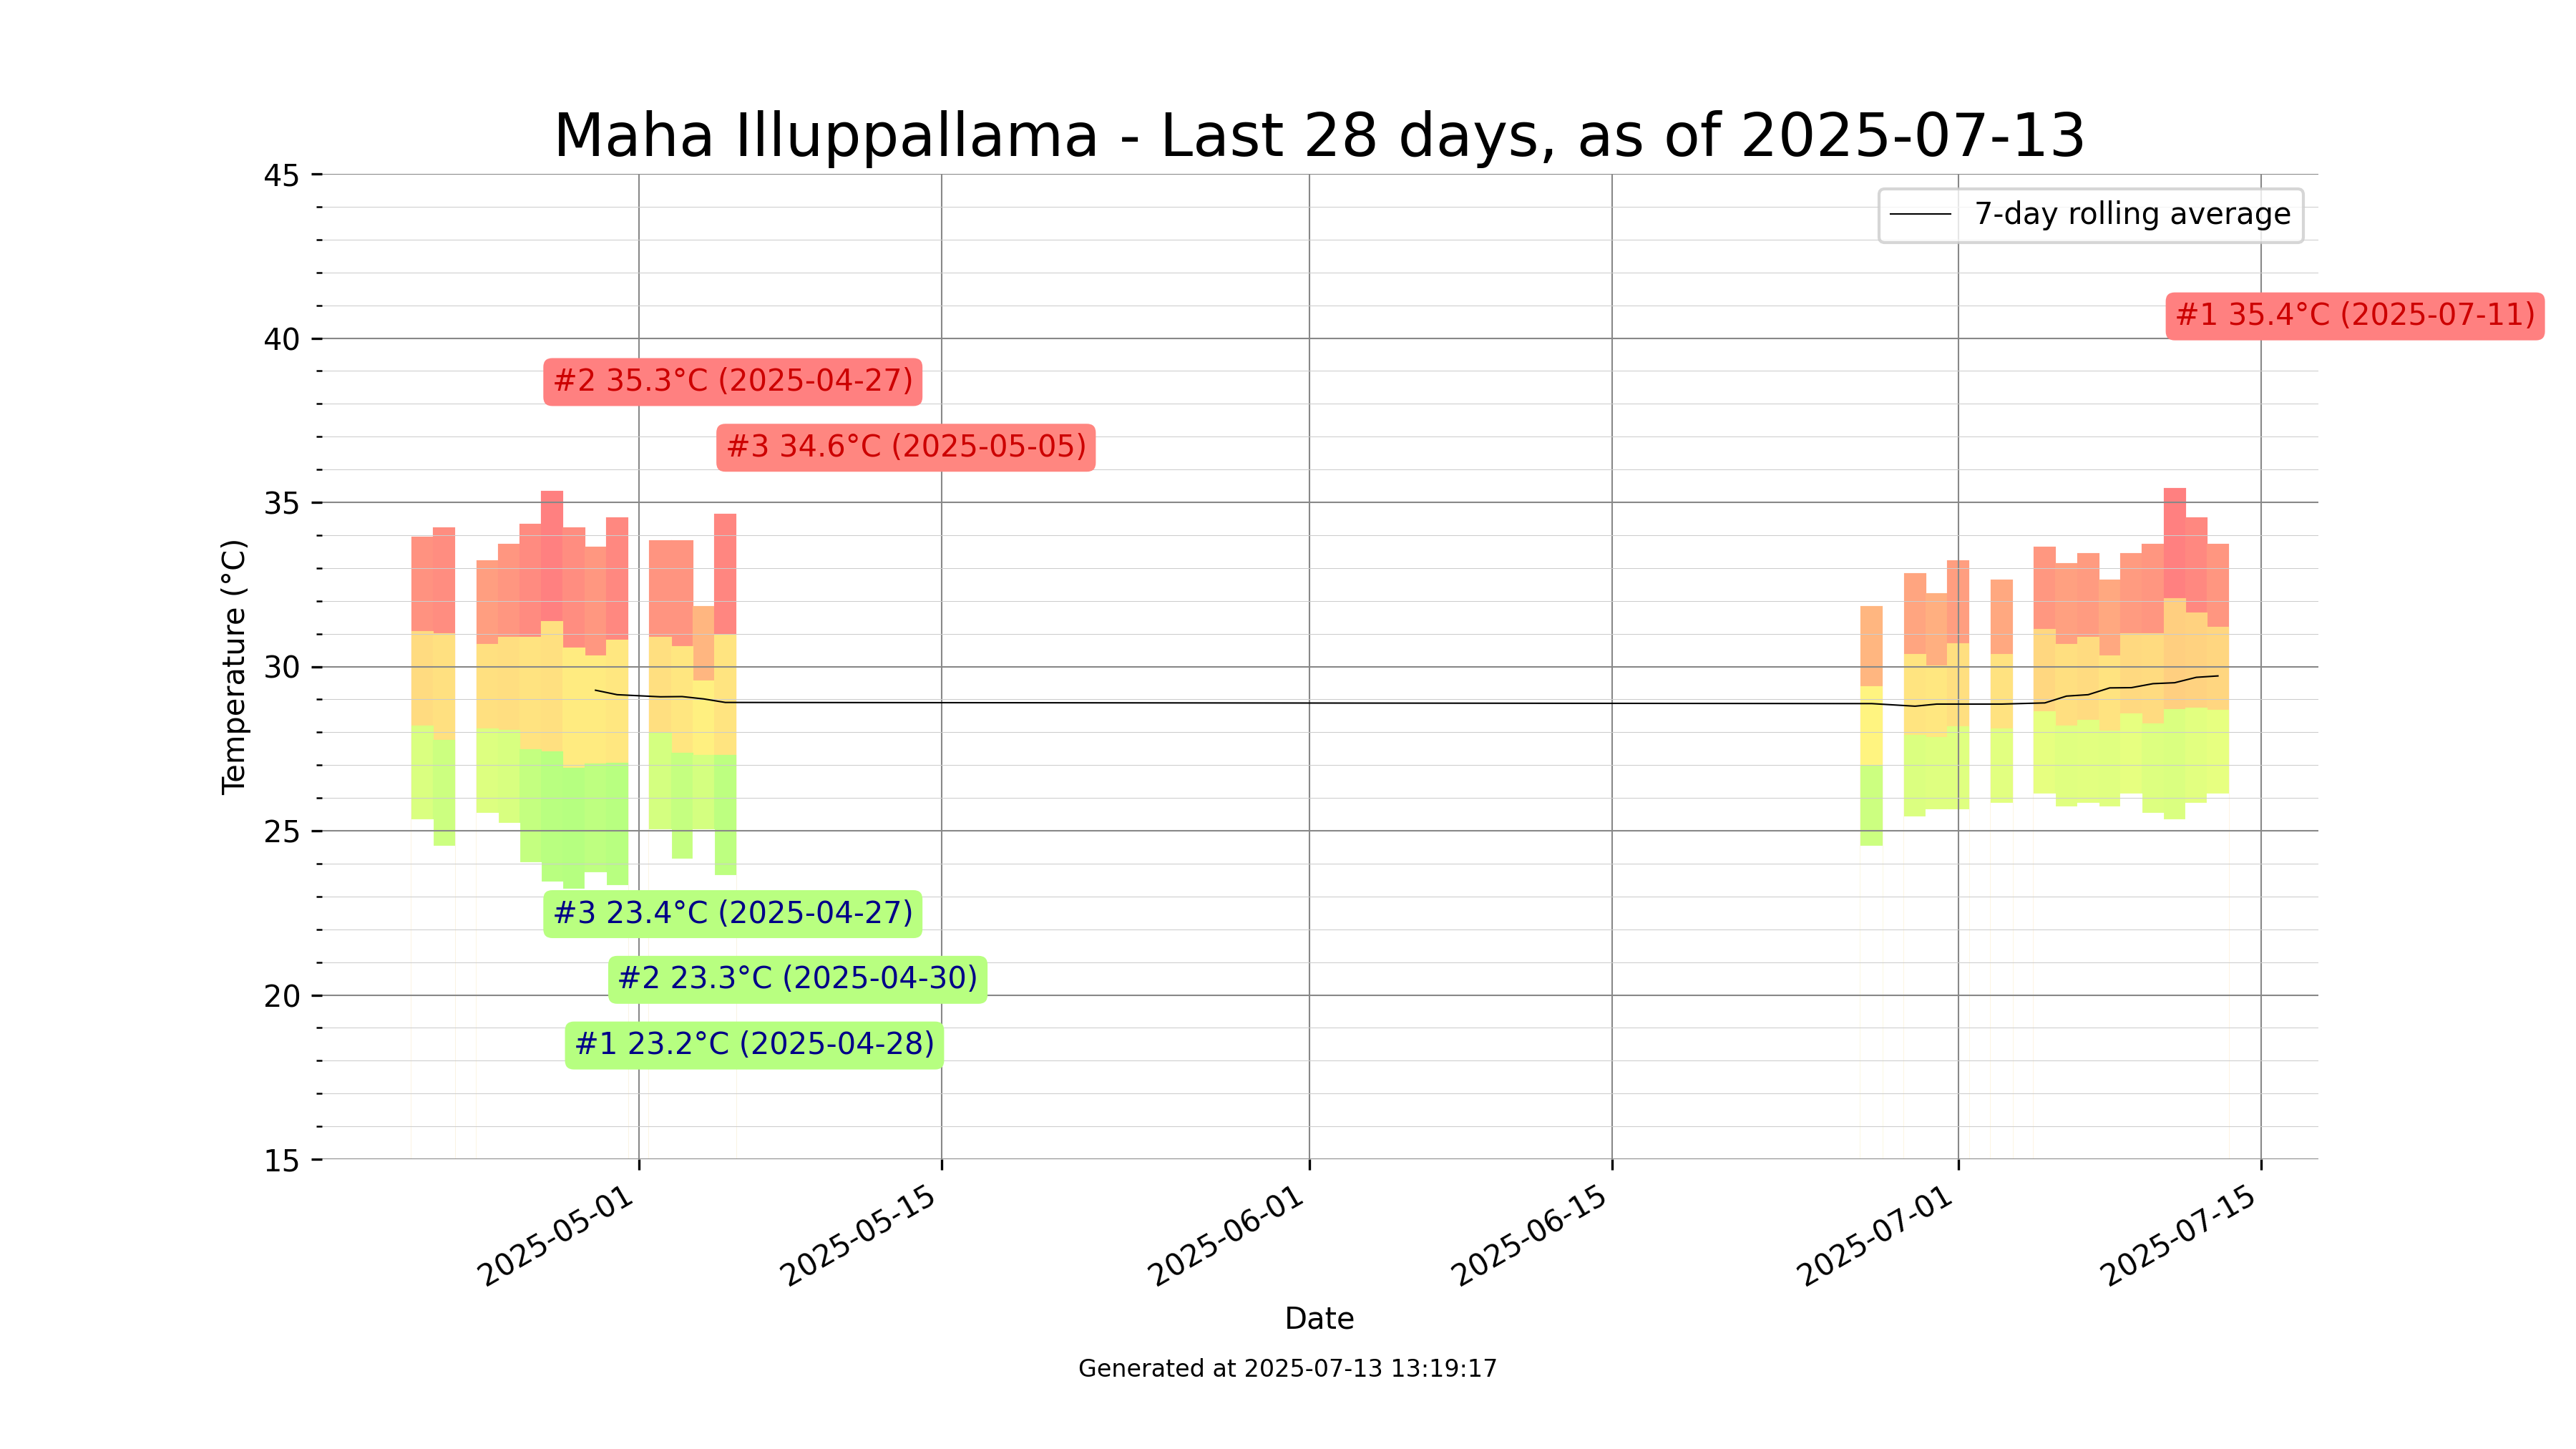 Maha Illuppallama - Last 28 days, as of 2025-07-13
7-day rolling average
#1 35.4°C (2025-07-11)
#2 35.3°C (2025-04-27)
#3 34.6°C (2025-05-05)
#3 23.4°C (2025-04-27)
#2 23.3°C (2025-04-30)
#1 23.2°C (2025-04-28)
Temperature (°C)
45
40
35
30
25
20
15
2025-05-01
2025-05-15
2025-06-01
2025-06-15
2025-07-01
2025-07-15
Date
Generated at 2025-07-13 13:19:17